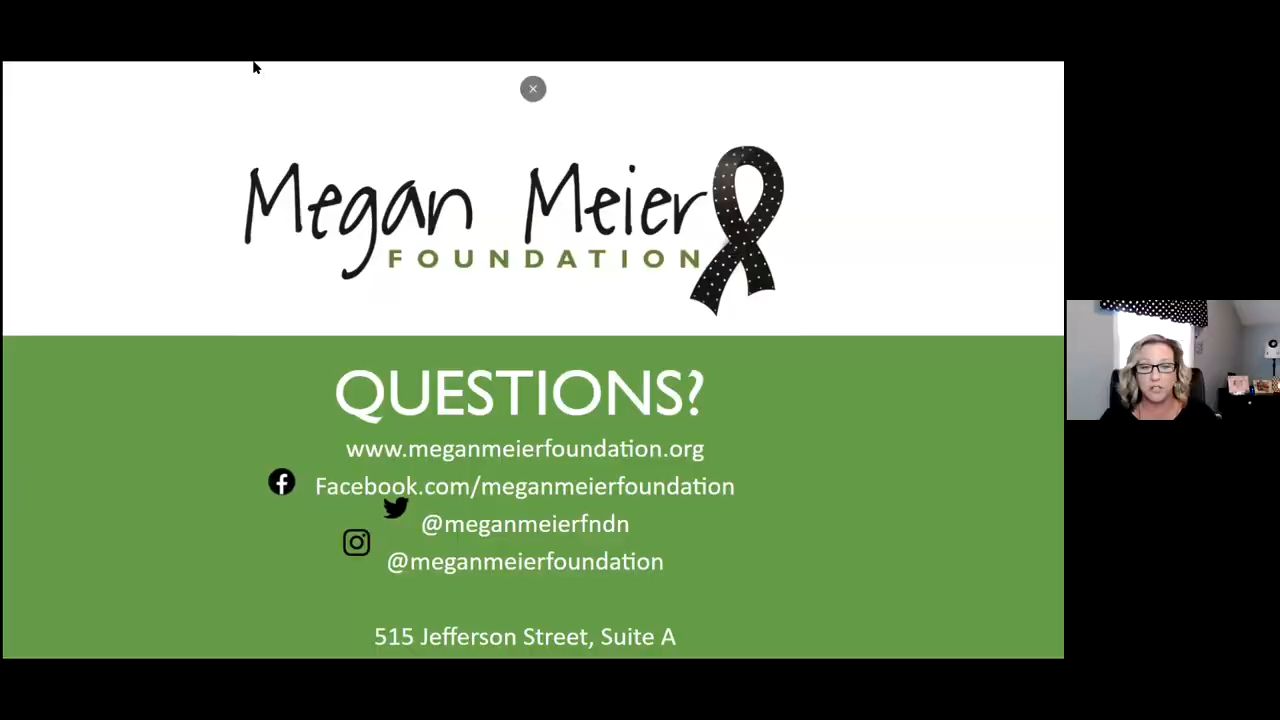 Megan Meier
FOUNDATION
QUESTIONS?
www.meganmeierfoundation.org
Facebook.com/meganmeierfoundation
@meganmeierfndn
@meganmeierfoundation
515 Jefferson Street, Suite A